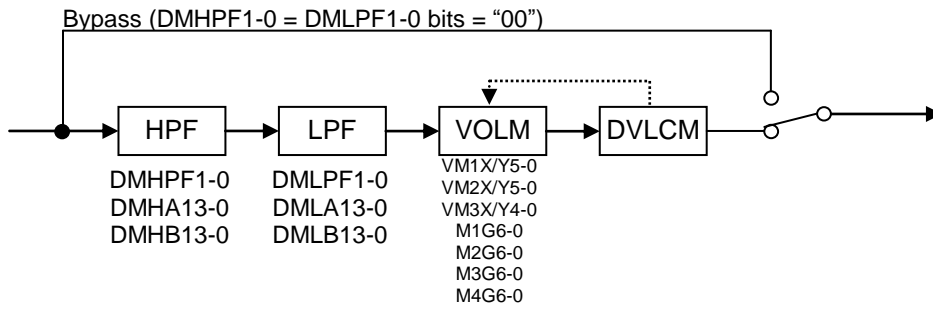 Bypass (DMHPF1-0 = DMLPF1-0 bits = “00”)
HPF
LPF
VOLM
DVLCM
DMHPF1-0
DMHA13-0
DMHB13-0
DMLPF1-0
DMLA13-0
DMLB13-0
VM1X/Y5-0
VM2X/Y5-0
VM3X/Y4-0
M1G6-0
M2G6-0
M3G6-0
M4G6-0